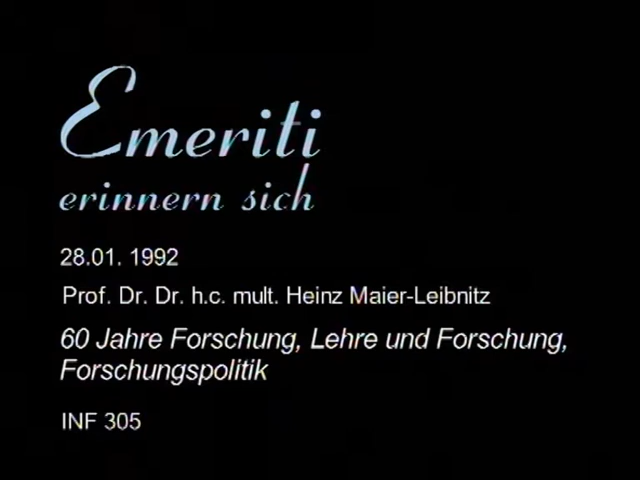 Emeriti
erinnern sich
28.01. 1992
Prof. Dr. Dr. h.c. mult. Heinz Maier-Leibnitz
60 Jahre Forschung, Lehre und Forschung,
Forschungspolitik
INF 305